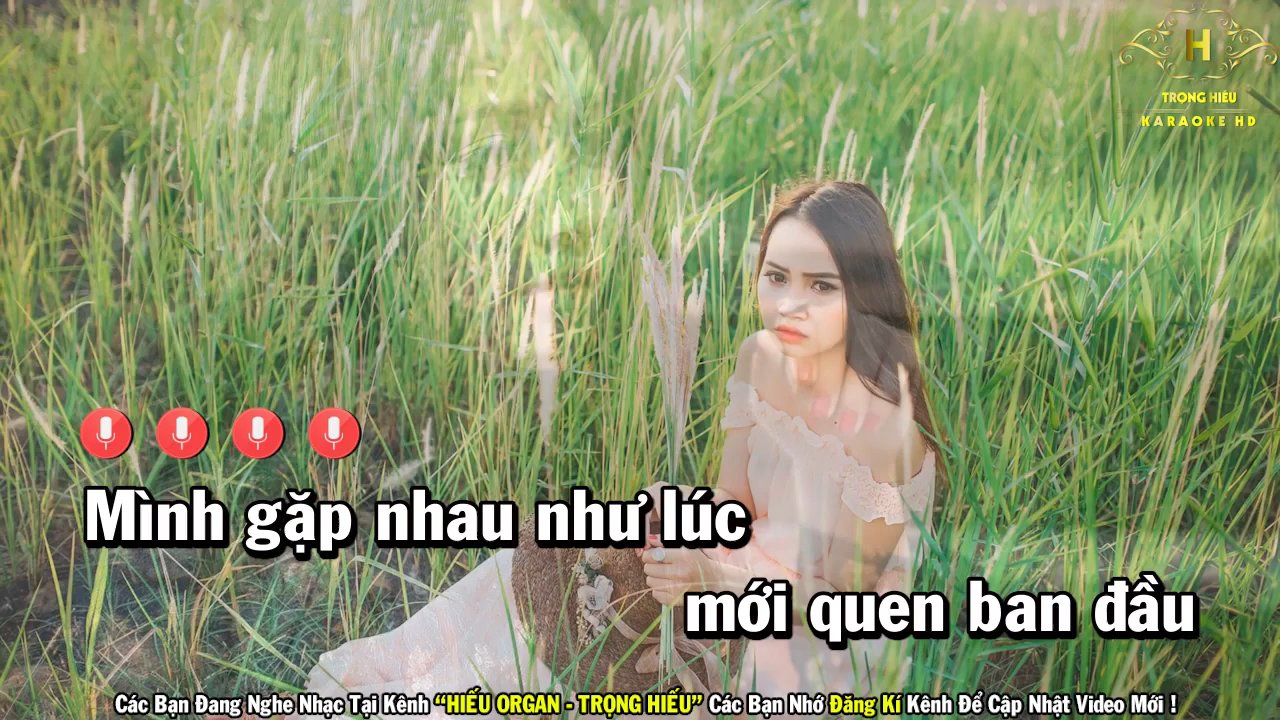 H
TRỌNG HIẾU
KARAOKE HD
Mình gặp nhau như lúc
mới quen ban đầu
Các Bạn Đang Nghe Nhạc Tại Kênh “HIẾU ORGAN - TRỌNG HIẾU” Các Bạn Nhớ Đăng Kí Kênh Để Cập Nhật Video Mới !